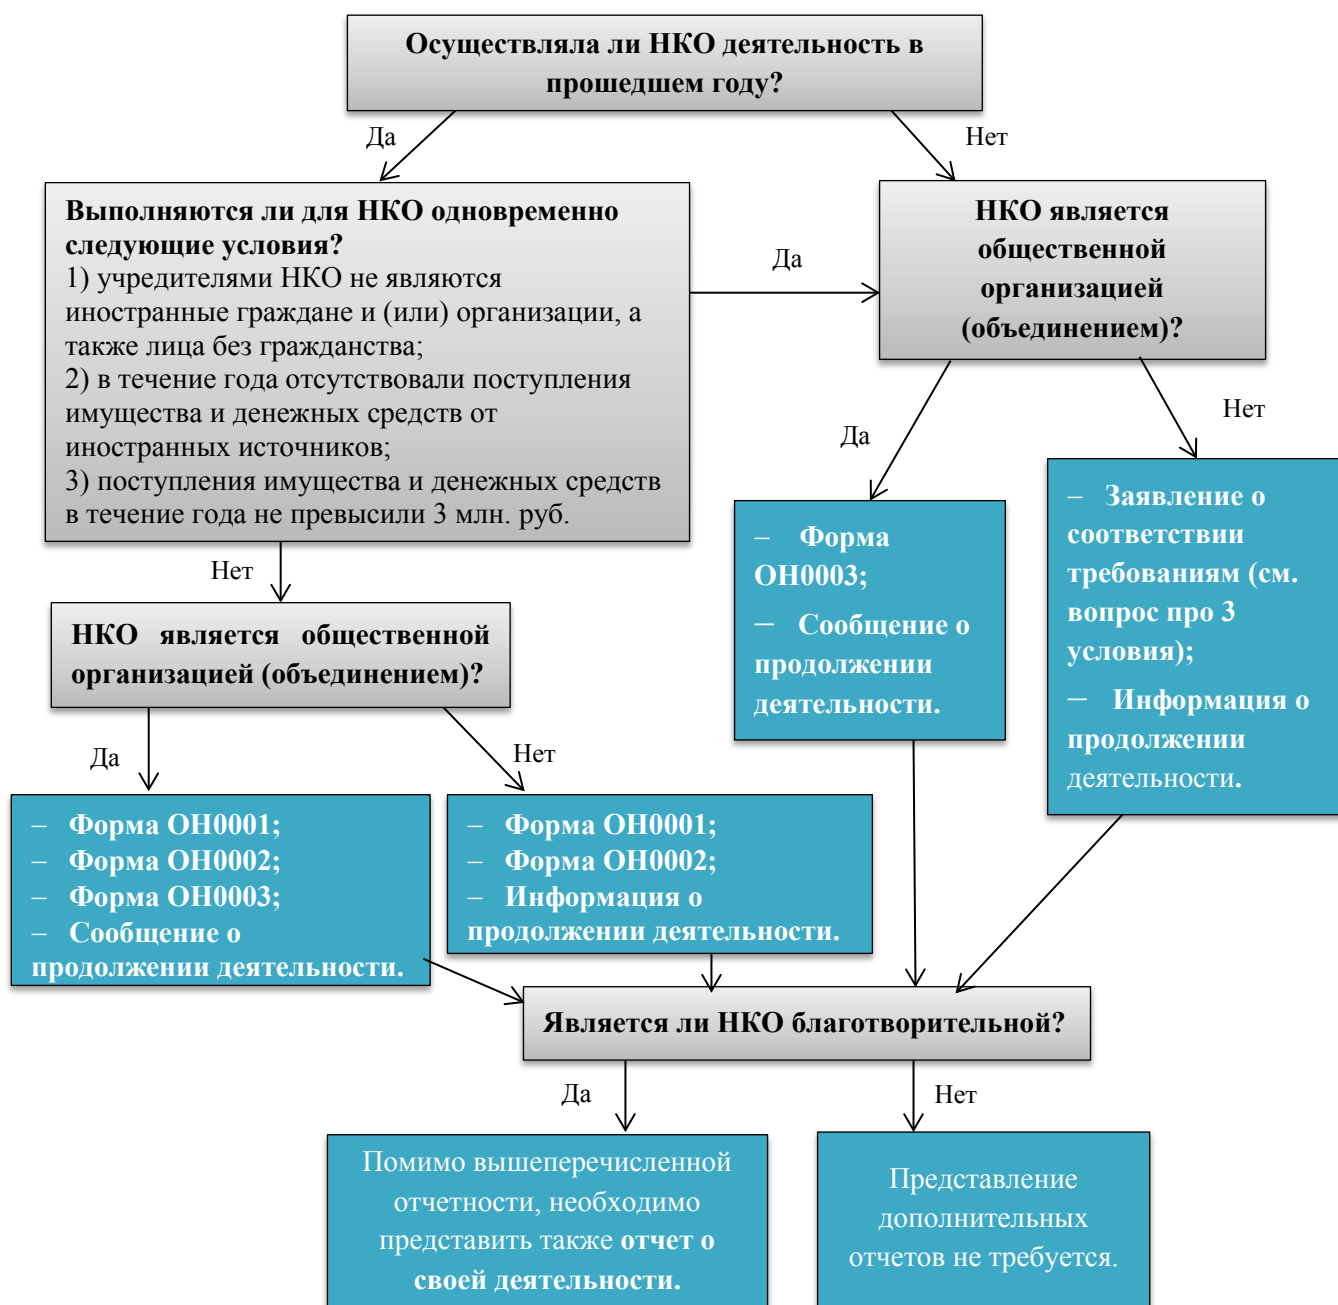 Осуществляла ли НКО деятельность в
прошедшем году?
Да
Нет
Выполняются ли для НКО одновременно
следующие условия?
1) учредителями НКО не являются
иностранные граждане и (или) организации, а
также лица без гражданства;
2) в течение года отсутствовали поступления
имущества и денежных средств от
иностранных источников;
3) поступления имущества и денежных средств
в течение года не превысили 3 млн. руб.
Да
НКО является
общественной
организацией
(объединением)?
Нет
Да
Нет
НКО является общественной
организацией (объединением)?
– Форма
ОН0003;
– Сообщение о
продолжении
деятельности.
– Заявление о
соответствии
требованиям (см.
вопрос про 3
условия);
– Информация о
продолжении
деятельности.
Да
Нет
– Форма ОН0001;
– Форма ОН0002;
– Форма ОН0003;
– Сообщение о
продолжении деятельности.
– Форма ОН0001;
– Форма ОН0002;
– Информация о
продолжении деятельности.
Является ли НКО благотворительной?
Да
Нет
Помимо вышеперечисленной
отчетности, необходимо
представить также отчет о
своей деятельности.
Представление
дополнительных
отчетов не требуется.